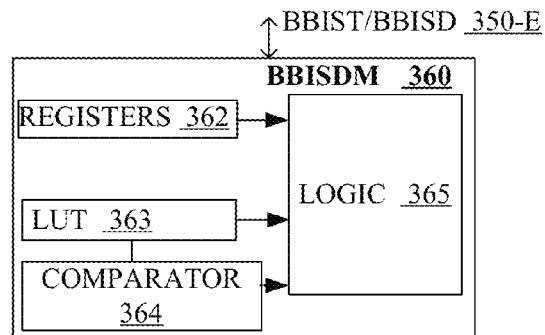 BBIST/BBISD 350-E
BBISDM 360
REGISTERS 362
LOGIC 365
LUT 363
COMPARATOR
364